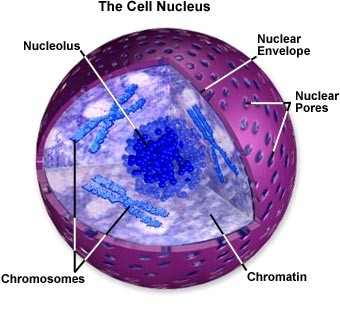 The Cell Nucleus
Nucleolus
Nuclear
Envelope
Nuclear
Pores
Chromosomes
Chromatin